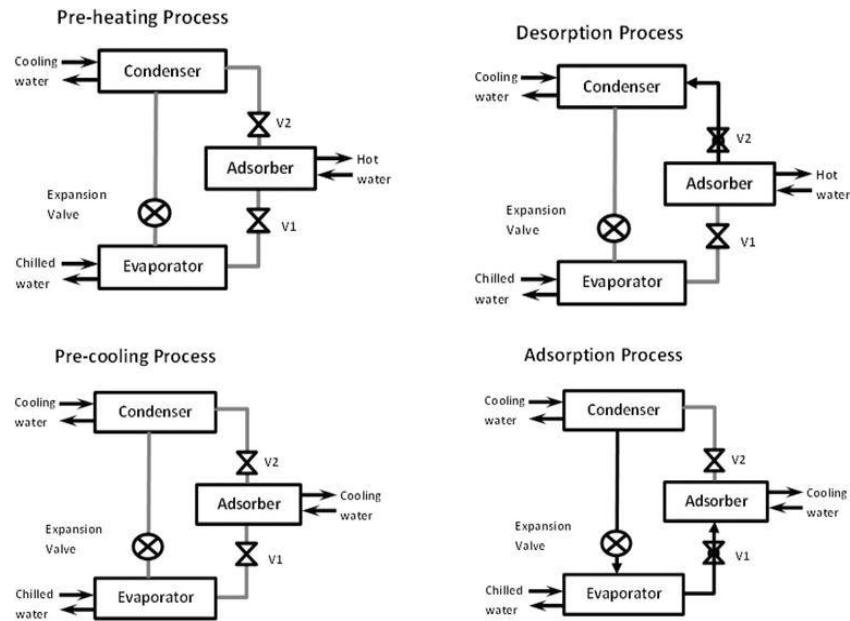 Pre-heating Process
Cooling
water
Condenser
V2
Adsorber
Hot
water
Expansion
Valve
V1
Chilled
water
Evaporator
Desorption Process
Cooling
water
Condenser
V2
Adsorber
Hot
water
Expansion
Valve
V1
Chilled
water
Evaporator
Pre-cooling Process
Cooling
water
Condenser
V2
Adsorber
Cooling
water
Expansion
Valve
V1
Chilled
water
Evaporator
Adsorption Process
Cooling
water
Condenser
V2
Adsorber
Cooling
water
Expansion
Valve
V1
Chilled
water
Evaporator